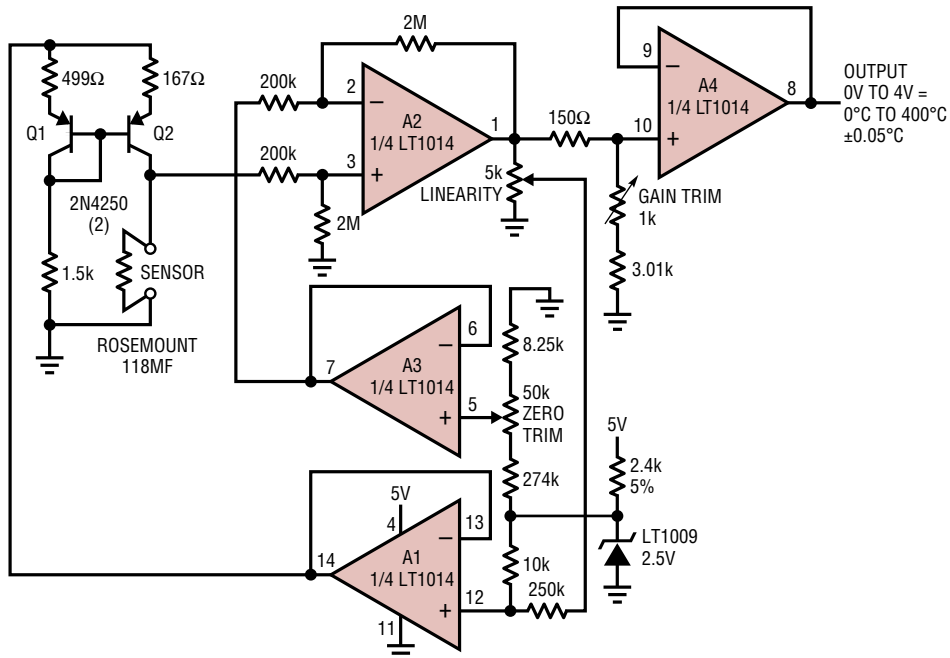 2M
499Ω
167Ω
200k
2
−
A2
1/4 LT1014
1
Q1
Q2
200k
3
+
2M
150Ω
5k
LINEARITY
9
−
A4
1/4 LT1014
8
10
+
OUTPUT
0V TO 4V =
0°C TO 400°C
±0.05°C
GAIN TRIM
1k
3.01k
2N4250
(2)
1.5k
SENSOR
ROSEMOUNT
118MF
6
−
A3
1/4 LT1014
7
5
+
8.25k
50k
ZERO
TRIM
274k
5V
2.4k
5%
LT1009
2.5V
5V
4
13
−
A1
1/4 LT1014
14
12
+
11
10k
250k